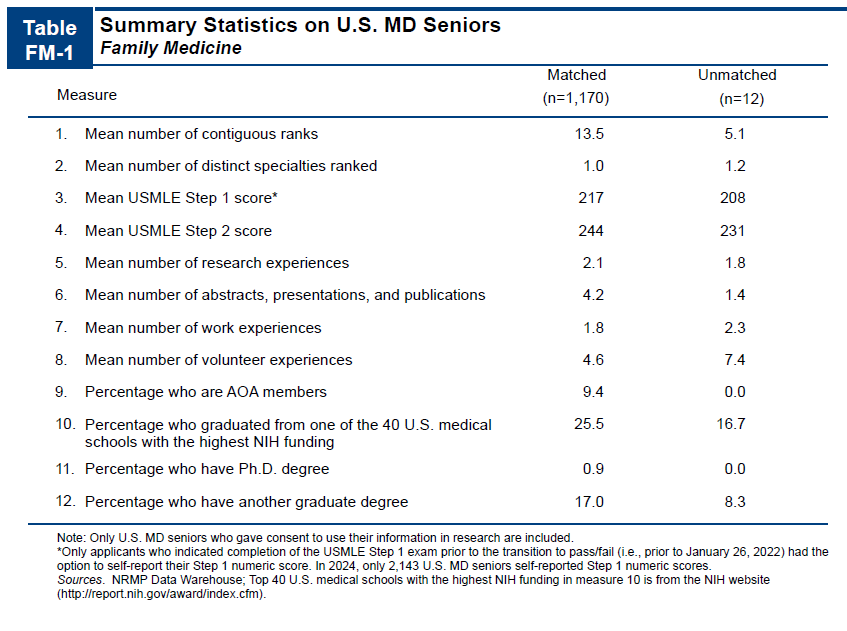 Table
FM-1
Summary Statistics on U.S. MD Seniors
Family Medicine
Matched Unmatched
Measure (n=1,170) (n=12)
1. Mean number of contiguous ranks 13.5 5.1
2. Mean number of distinct specialties ranked 1.0 1.2
3. Mean USMLE Step 1 score* 217 208
4. Mean USMLE Step 2 score 244 231
5. Mean number of research experiences 2.1 1.8
6. Mean number of abstracts, presentations, and publications 4.2 1.4
7. Mean number of work experiences 1.8 2.3
8. Mean number of volunteer experiences 4.6 7.4
9. Percentage who are AOA members 9.4 0.0
10. Percentage who graduated from one of the 40 U.S. medical 25.5 16.7
schools with the highest NIH funding
11. Percentage who have Ph.D. degree 0.9 0.0
12. Percentage who have another graduate degree 17.0 8.3
Note: Only U.S. MD seniors who gave consent to use their information in research are included.
*Only applicants who indicated completion of the USMLE Step 1 exam prior to the transition to pass/fail (i.e., prior to January 26, 2022) had the
option to self-report their Step 1 numeric score. In 2024, only 2,143 U.S. MD seniors self-reported Step 1 numeric scores.
Sources. NRMP Data Warehouse; Top 40 U.S. medical schools with the highest NIH funding in measure 10 is from the NIH website
(http://report.nih.gov/award/index.cfm).